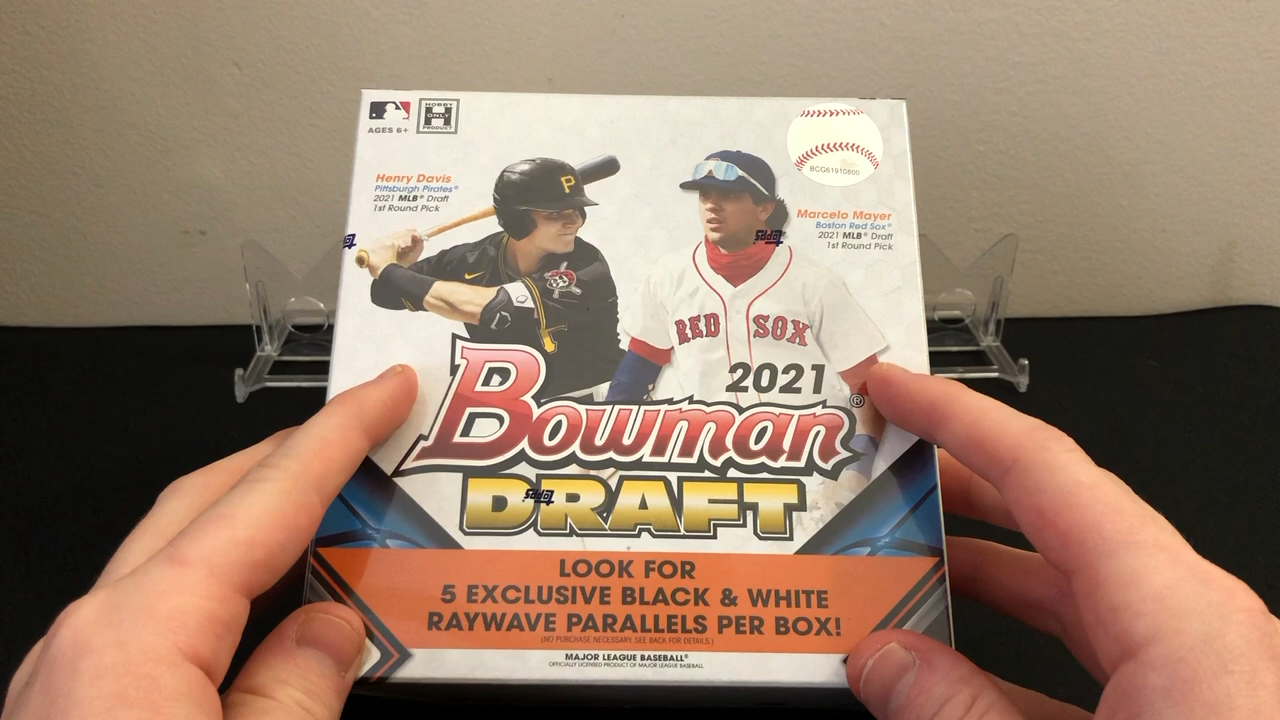 HOBBY
H
ONLY
PRODUCT
AGES 6+
BCG61910800
Henry Davis
Pittsburgh Pirates®
2021 MLB® Draft
1st Round Pick
P
Marcelo Mayer
Boston Red Sox®
2021 MLB® Draft
1st Round Pick
topps
topps
RED SOX
P
2021
Bowman®
DRAFT
topps
LOOK FOR
5 EXCLUSIVE BLACK & WHITE
RAYWAVE PARALLELS PER BOX!
(NO PURCHASE NECESSARY SEE BACK FOR DETAILS.)
MAJOR LEAGUE BASEBALL®
OFFICIALLY LICENSED PRODUCT OF MAJOR LEAGUE BASEBALL